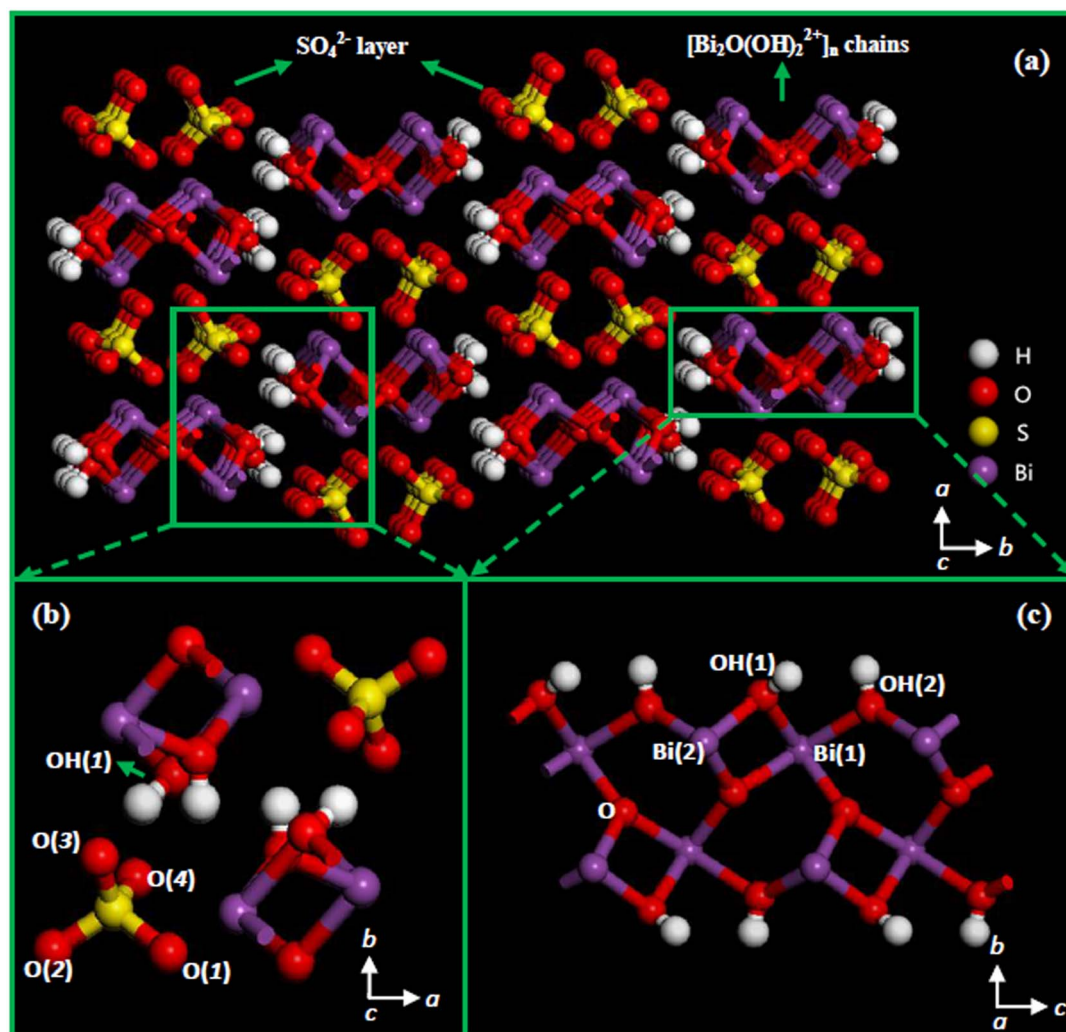 SO₄²⁻ layer
[Bi₂O(OH)₂²⁺]ₙ chains
(a)
H
O
S
Bi
a
b
c
(b)
OH(1)
O(3)
O(4)
O(2)
O(1)
b
c
a
(c)
OH(1)
OH(2)
Bi(2)
Bi(1)
O
b
a
c